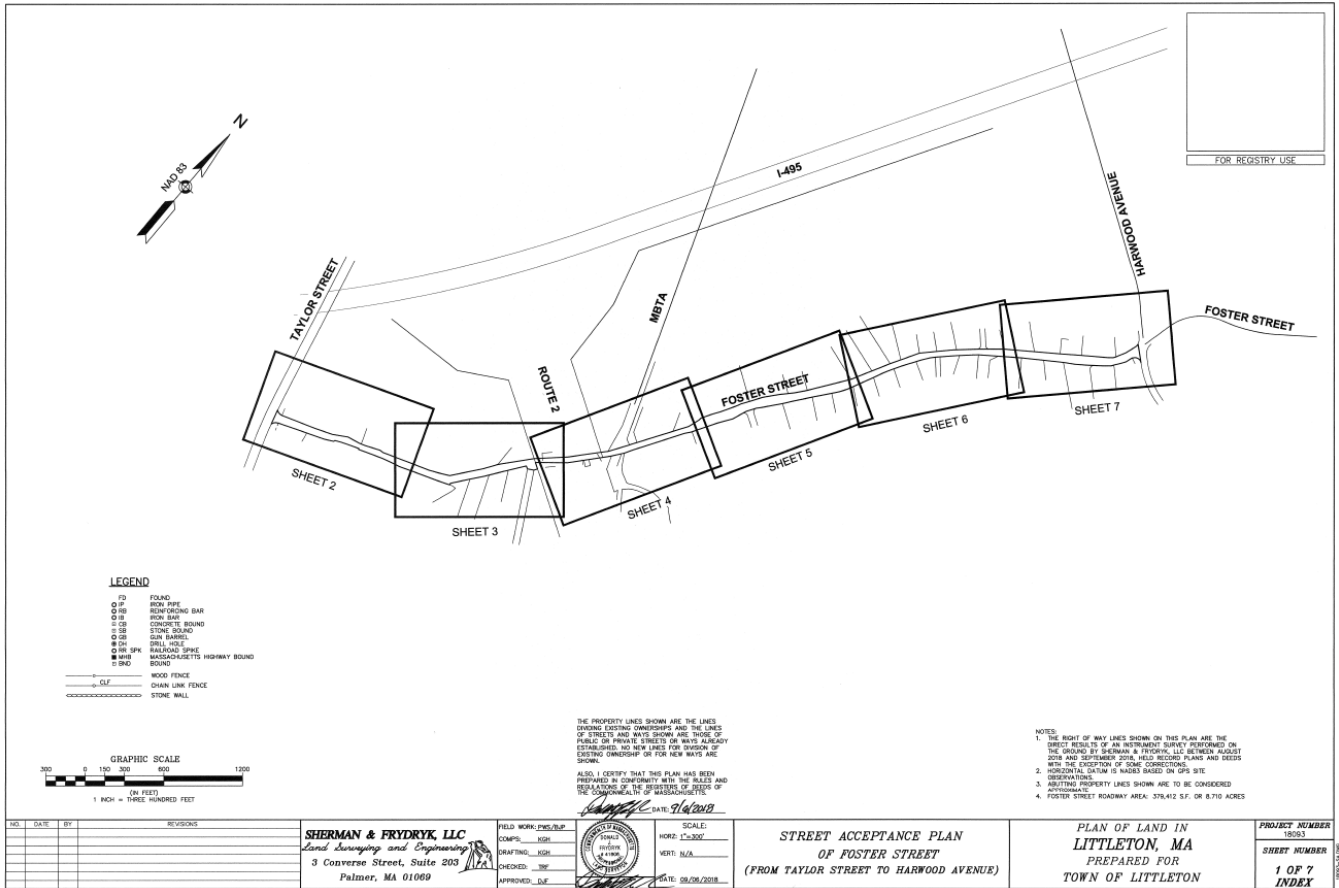 FOR REGISTRY USE
N
NAD 83
I-495
TAYLOR STREET
ROUTE 2
MBTA
HARWOOD AVENUE
FOSTER STREET
FOSTER STREET
SHEET 2
SHEET 3
SHEET 4
SHEET 5
SHEET 6
SHEET 7
LEGEND
FD FOUND
IP IRON PIPE
RB REINFORCING BAR
IB IRON BAR
CB CONCRETE BOUND
SB STONE BOUND
GB GUN BARREL
DH DRILL HOLE
RR SPK RAILROAD SPIKE
MHB MASSACHUSETTS HIGHWAY BOUND
BND BOUND
WOOD FENCE
CLF CHAIN LINK FENCE
STONE WALL
GRAPHIC SCALE
300 0 150 300 600 1200
(IN FEET)
1 INCH = THREE HUNDRED FEET
THE PROPERTY LINES SHOWN ARE THE LINES
DIVIDING EXISTING OWNERSHIPS AND THE LINES
OF STREETS AND WAYS SHOWN ARE THOSE OF
PUBLIC OR PRIVATE STREETS OR WAYS ALREADY
ESTABLISHED. NO NEW LINES FOR DIVISION OF
EXISTING OWNERSHIP OR FOR NEW WAYS ARE
SHOWN.
ALSO, I CERTIFY THAT THIS PLAN HAS BEEN
PREPARED IN CONFORMITY WITH THE RULES AND
REGULATIONS OF THE REGISTERS OF DEEDS OF
THE COMMONWEALTH OF MASSACHUSETTS.
DATE: 9/6/2018
NOTES:
1. THE RIGHT OF WAY LINES SHOWN ON THIS PLAN ARE THE
DIRECT RESULTS OF AN INSTRUMENT SURVEY PERFORMED ON
THE GROUND BY SHERMAN & FRYDRYK, LLC BETWEEN AUGUST
2018 AND SEPTEMBER 2018, HELD RECORD PLANS AND DEEDS
WITH THE EXCEPTION OF SOME CORRECTIONS.
2. HORIZONTAL DATUM IS NAD83 BASED ON GPS SITE
OBSERVATIONS.
3. ABUTTING PROPERTY LINES SHOWN ARE TO BE CONSIDERED
APPROXIMATE
4. FOSTER STREET ROADWAY AREA: 379,412 S.F. OR 8.710 ACRES
NO. DATE BY REVISIONS
SHERMAN & FRYDRYK, LLC
Land Surveying and Engineering
3 Converse Street, Suite 203
Palmer, MA 01069
FIELD WORK: PWS/BJP
COMPS: KGH
DRAFTING: KGH
CHECKED: TRF
APPROVED: DJF
COMMONWEALTH OF MASSACHUSETTS
DONALD
J.
FRYDRYK
SCALE:
HORZ: 1"=300'
VERT: N/A
DATE: 09/06/2018
STREET ACCEPTANCE PLAN
OF FOSTER STREET
(FROM TAYLOR STREET TO HARWOOD AVENUE)
PLAN OF LAND IN
LITTLETON, MA
PREPARED FOR
TOWN OF LITTLETON
PROJECT NUMBER
18093
SHEET NUMBER
1 OF 7
INDEX